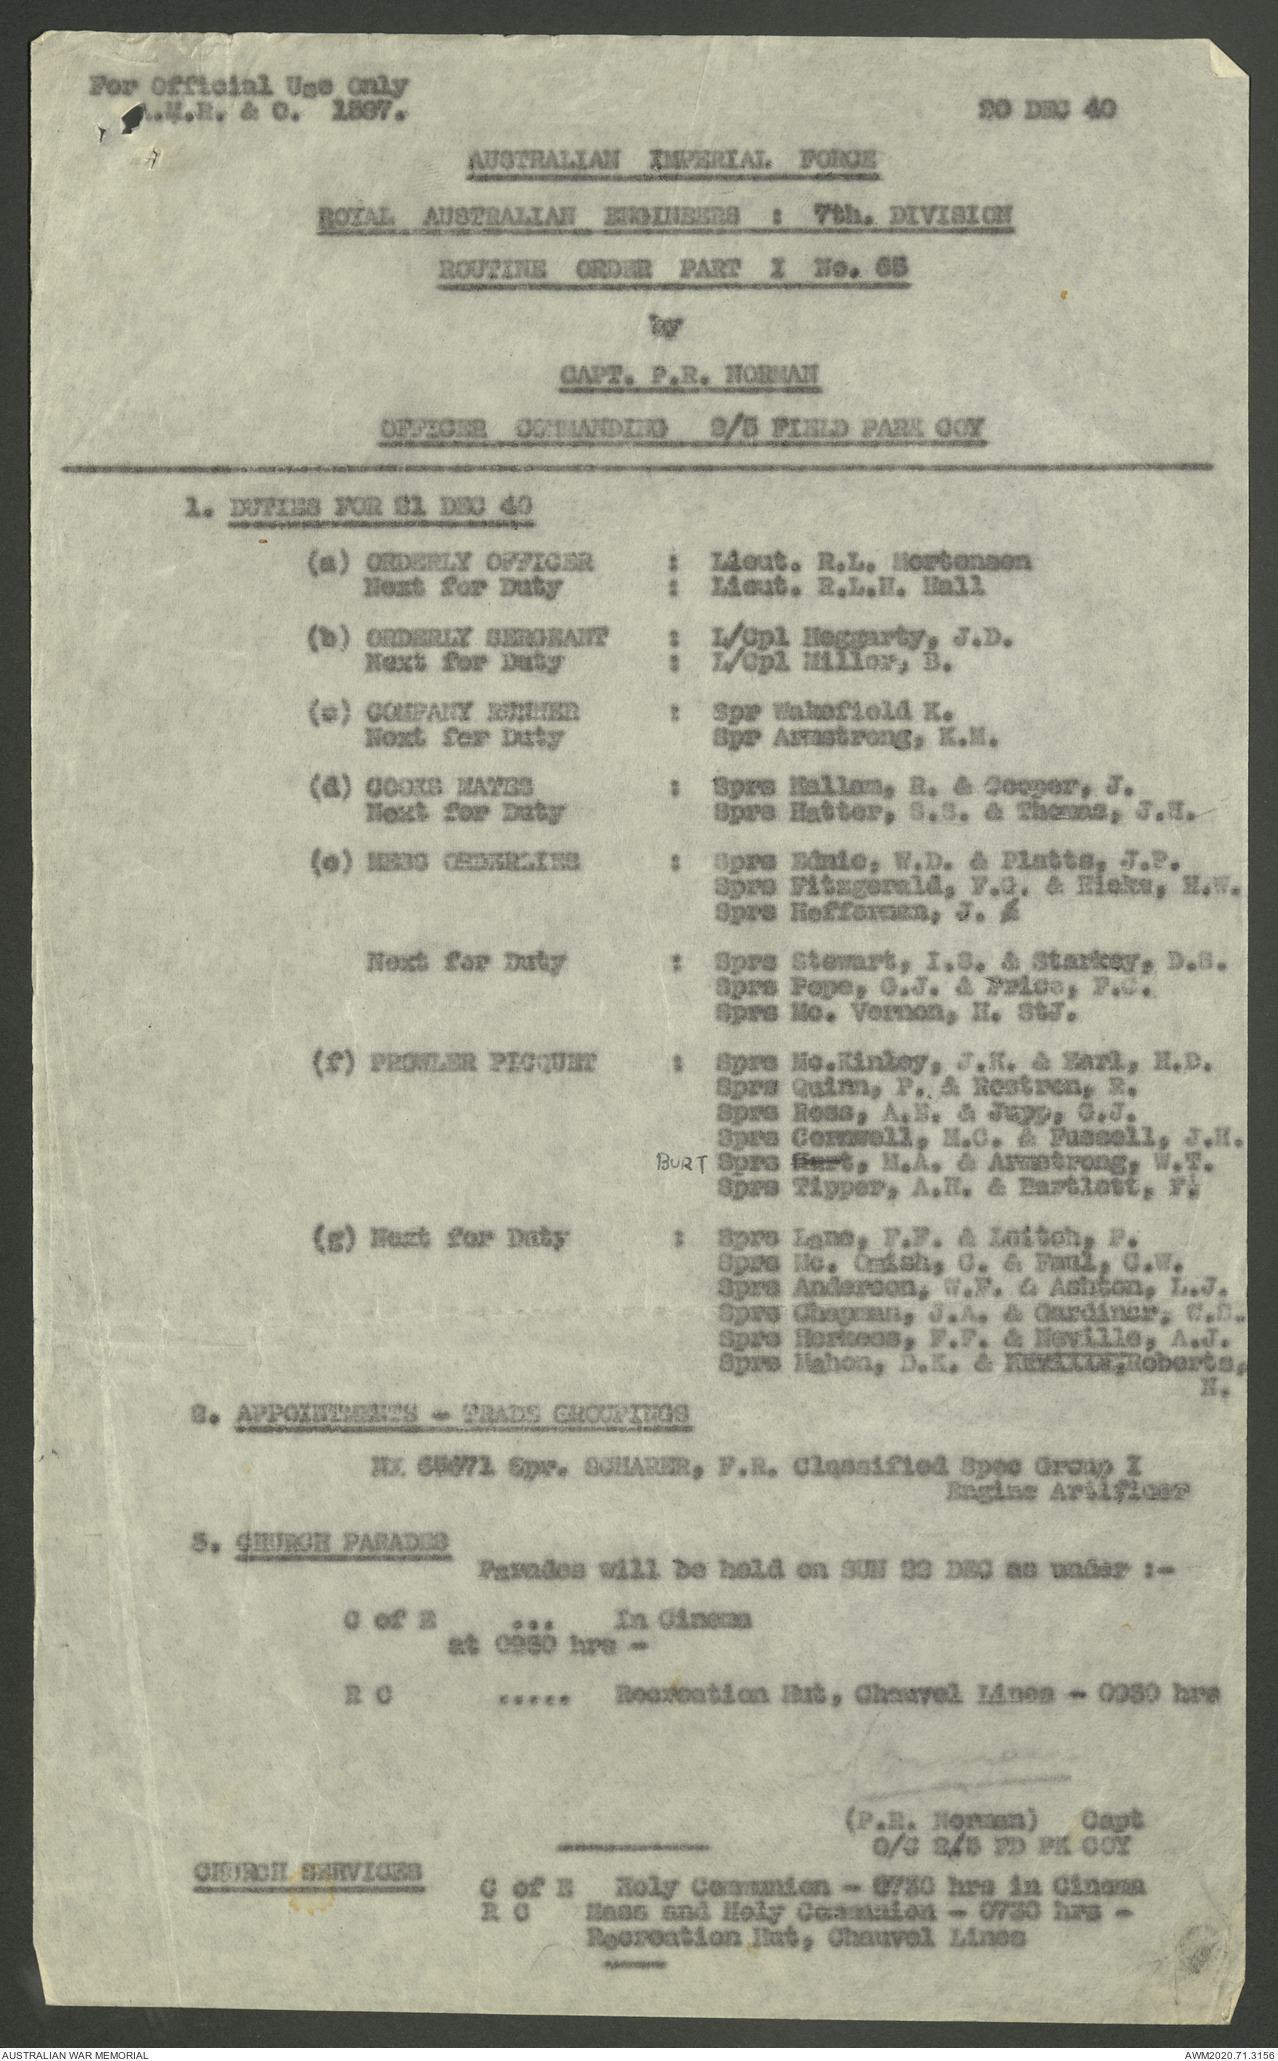 For Official Use Only
A.M.R. & O. 1587.
20 DEC 40
AUSTRALIAN IMPERIAL FORCE
ROYAL AUSTRALIAN ENGINEERS : 7th. DIVISION
ROUTINE ORDER PART I No. 65
by
CAPT. P.R. NORMAN
OFFICER COMMANDING 2/5 FIELD PARK COY
1. DUTIES FOR 21 DEC 40
(a) ORDERLY OFFICER : Lieut. R.L. Mortensen
Next for Duty : Lieut. R.L.H. Hall
(b) ORDERLY SERGEANT : L/Cpl Heggarty, J.D.
Next for Duty : L/Cpl Miller, B.
(c) COMPANY RUNNER : Spr Wakefield K.
Next for Duty Spr Armstrong, K.M.
(d) COOKS MATES : Sprs Hallam, R. & Cooper, J.
Next for Duty Sprs Hatter, S.S. & Thomas, J.H.
(e) MESS ORDERLIES : Sprs Ednie, W.D. & Platts, J.P.
Sprs Fitzgerald, F.G. & Hicks, H.W.
Sprs Heffernan, J. &
Next for Duty : Sprs Stewart, I.S. & Starkey, D.S.
Sprs Pope, G.J. & Price, F.C.
Sprs Mc. Vernon, H. StJ.
(f) PROWLER PICQUET : Sprs Mc.Kinley, J.K. & Earl, H.D.
Sprs Quinn, P. & Rostron, R.
Sprs Ross, A.E. & Jupp, G.J.
Sprs Cornwell, M.C. & Fussell, J.H.
BURT Sprs Hurt, M.A. & Armstrong, W.T.
Sprs Tipper, A.H. & Bartlett, F.
(g) Next for Duty : Sprs Lane, F.F. & Leitch, P.
Sprs Mc. Omish, C. & Paul, C.W.
Sprs Anderson, W.F. & Ashton, L.J.
Sprs Chapman, J.A. & Gardiner, W.S.
Sprs Herkess, F.F. & Neville, A.J.
Sprs Mahon, D.K. & Neville, Roberts,
N.
2. APPOINTMENTS - TRADE GROUPINGS
NX 65671 Spr. SCHARER, F.R. Classified Spec Group I
Engine Artificer
3. CHURCH PARADES
Parades will be held on SUN 22 DEC as under :-
C of E ... In Cinema
at 0930 hrs -
R C ..... Recreation Hut, Chauvel Lines - 0930 hrs
(P.R. Norman) Capt
O/C 2/5 FD PK COY
CHURCH SERVICES
C of E Holy Communion - 0730 hrs in Cinema
R C Mass and Holy Communion - 0730 hrs -
Recreation Hut, Chauvel Lines
AUSTRALIAN WAR MEMORIAL
AWM2020.71.3156